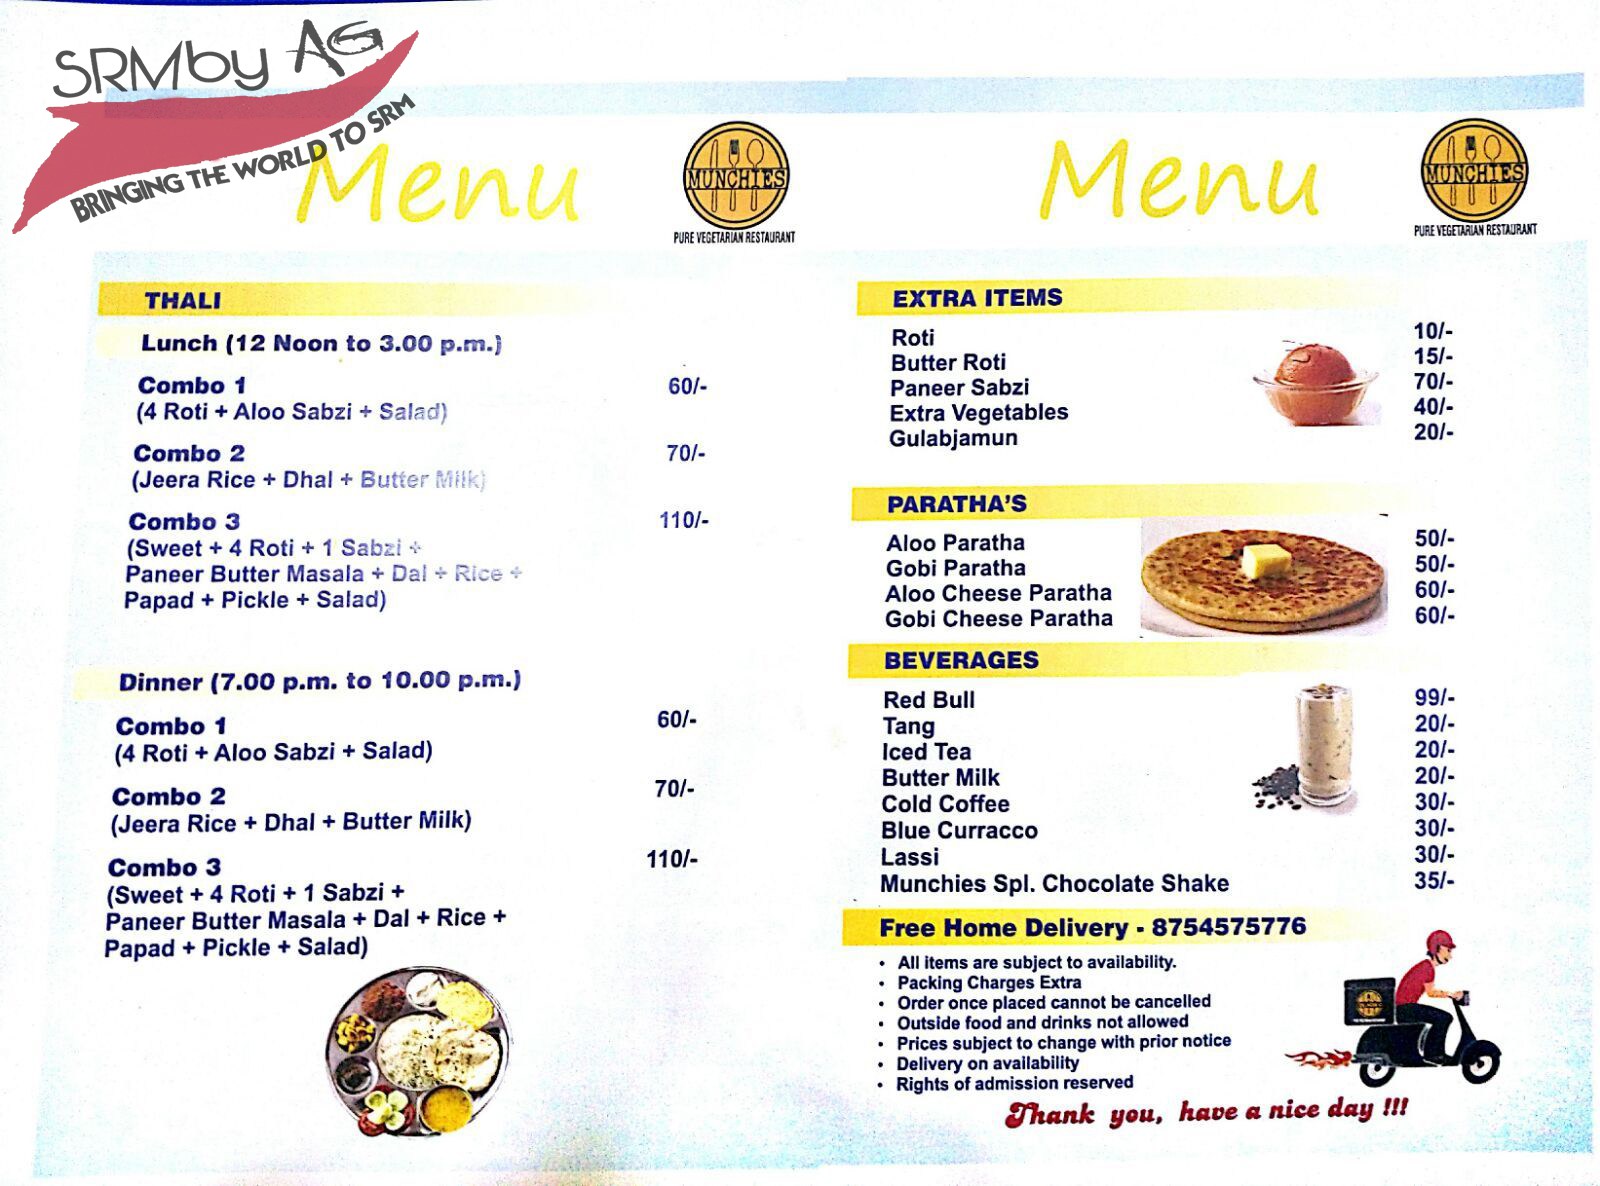 SRMby AG
BRINGING THE WORLD TO SRM
Menu
MUNCHIES
PURE VEGETARIAN RESTAURANT
THALI
Lunch (12 Noon to 3.00 p.m.)
Combo 1 60/-
(4 Roti + Aloo Sabzi + Salad)
Combo 2 70/-
(Jeera Rice + Dhal + Butter Milk)
Combo 3 110/-
(Sweet + 4 Roti + 1 Sabzi +
Paneer Butter Masala + Dal + Rice +
Papad + Pickle + Salad)
Dinner (7.00 p.m. to 10.00 p.m.)
Combo 1 60/-
(4 Roti + Aloo Sabzi + Salad)
Combo 2 70/-
(Jeera Rice + Dhal + Butter Milk)
Combo 3 110/-
(Sweet + 4 Roti + 1 Sabzi +
Paneer Butter Masala + Dal + Rice +
Papad + Pickle + Salad)
Menu
MUNCHIES
PURE VEGETARIAN RESTAURANT
EXTRA ITEMS
Roti 10/-
Butter Roti 15/-
Paneer Sabzi 70/-
Extra Vegetables 40/-
Gulabjamun 20/-
PARATHA'S
Aloo Paratha 50/-
Gobi Paratha 50/-
Aloo Cheese Paratha 60/-
Gobi Cheese Paratha 60/-
BEVERAGES
Red Bull 99/-
Tang 20/-
Iced Tea 20/-
Butter Milk 20/-
Cold Coffee 30/-
Blue Curracco 30/-
Lassi 30/-
Munchies Spl. Chocolate Shake 35/-
Free Home Delivery - 8754575776
• All items are subject to availability.
• Packing Charges Extra
• Order once placed cannot be cancelled
• Outside food and drinks not allowed
• Prices subject to change with prior notice
• Delivery on availability
• Rights of admission reserved
Thank you, have a nice day !!!